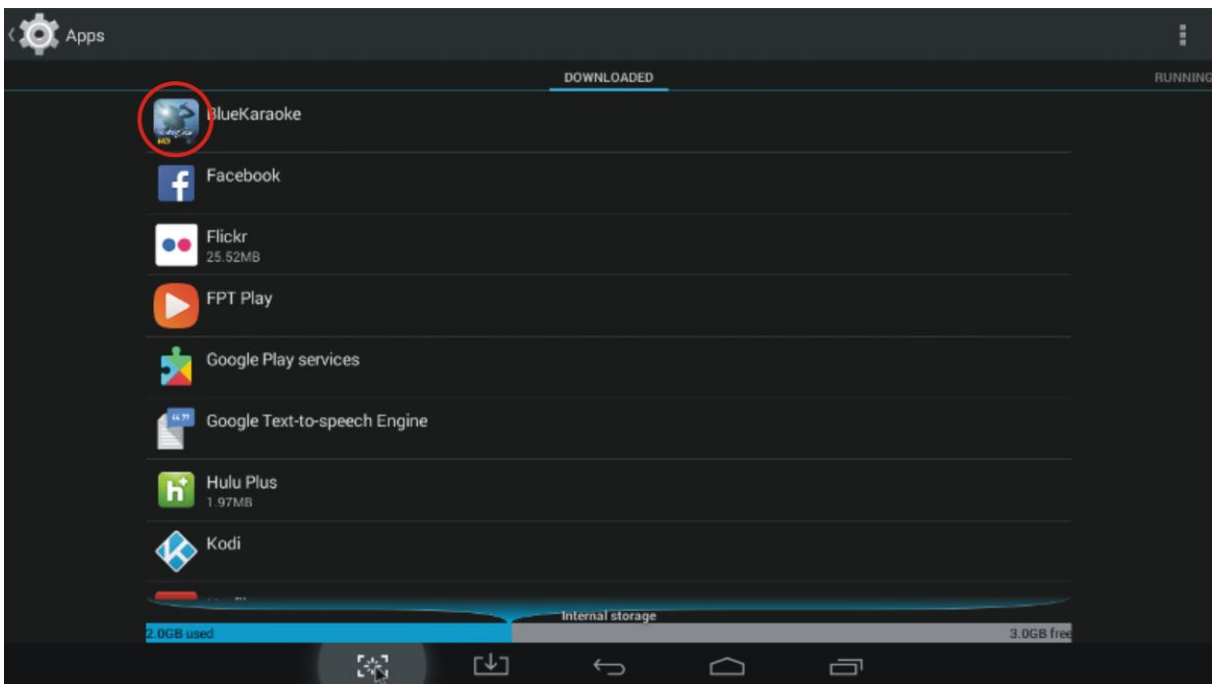 Apps
DOWNLOADED
RUNNING
BlueKaraoke
HD
Facebook
Flickr
25.52MB
FPT Play
Google Play services
Google Text-to-speech Engine
Hulu Plus
1.97MB
Kodi
Internal storage
2.0GB used
3.0GB free